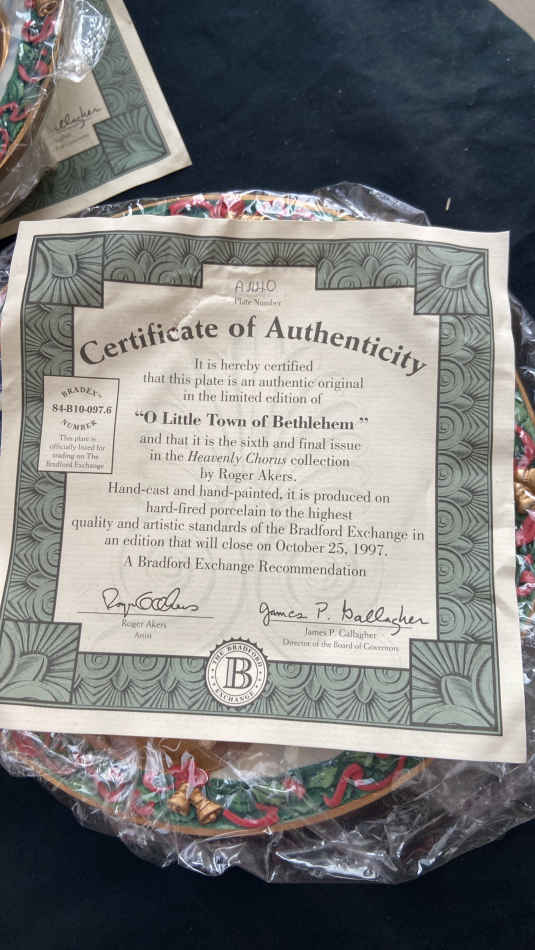 allagher
A5140
Plate Number
Certificate of Authenticity
It is hereby certified
that this plate is an authentic original
in the limited edition of
“O Little Town of Bethlehem ”
and that it is the sixth and final issue
in the Heavenly Chorus collection
by Roger Akers.
Hand-cast and hand-painted, it is produced on
hard-fired porcelain to the highest
quality and artistic standards of the Bradford Exchange in
an edition that will close on October 25, 1997.
A Bradford Exchange Recommendation
BRADEX®
84-B10-097.6
NUMBER
This plate is
officially listed for
trading on The
Bradford Exchange
Roger Akers
Roger Akers
Artist
James P. Gallagher
James P. Gallagher
Director of the Board of Governors
THE BRADFORD
B
EXCHANGE